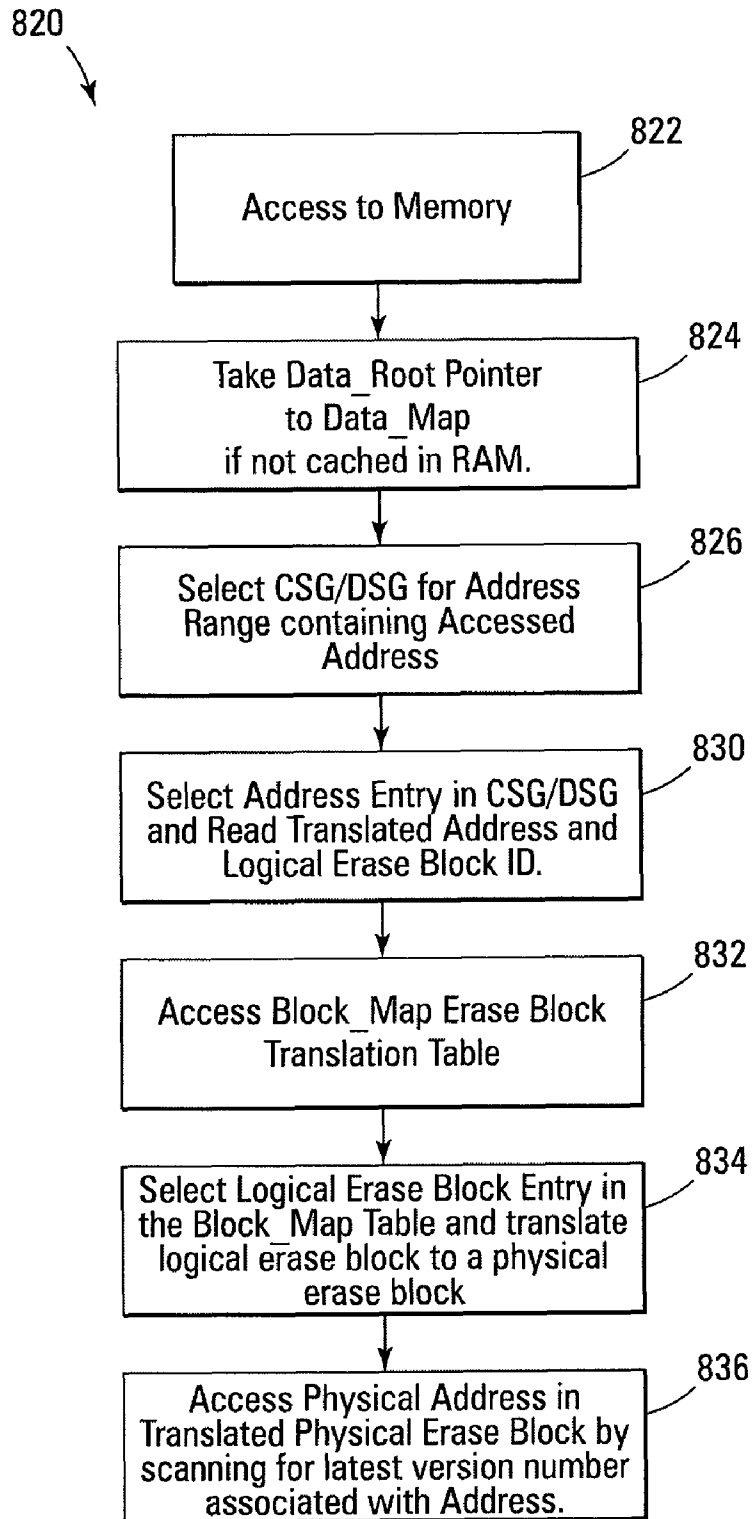 820
822
Access to Memory
824
Take Data_Root Pointer
to Data_Map
if not cached in RAM.
826
Select CSG/DSG for Address
Range containing Accessed
Address
830
Select Address Entry in CSG/DSG
and Read Translated Address and
Logical Erase Block ID.
832
Access Block_Map Erase Block
Translation Table
834
Select Logical Erase Block Entry in
the Block_Map Table and translate
logical erase block to a physical
erase block
836
Access Physical Address in
Translated Physical Erase Block by
scanning for latest version number
associated with Address.